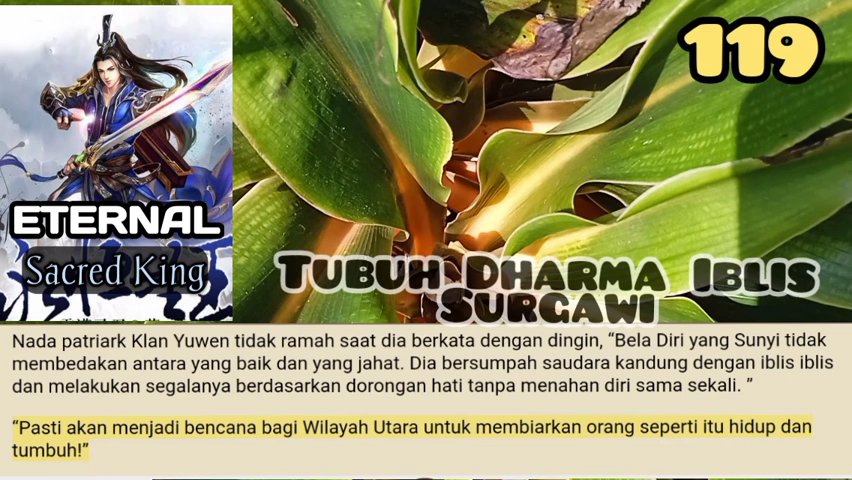 119
ETERNAL
Sacred King
TUBUH DHARMA IBLIS
SURGAWI
Nada patriark Klan Yuwen tidak ramah saat dia berkata dengan dingin, “Bela Diri yang Sunyi tidak
membedakan antara yang baik dan yang jahat. Dia bersumpah saudara kandung dengan iblis iblis
dan melakukan segalanya berdasarkan dorongan hati tanpa menahan diri sama sekali. ”
“Pasti akan menjadi bencana bagi Wilayah Utara untuk membiarkan orang seperti itu hidup dan
tumbuh!”